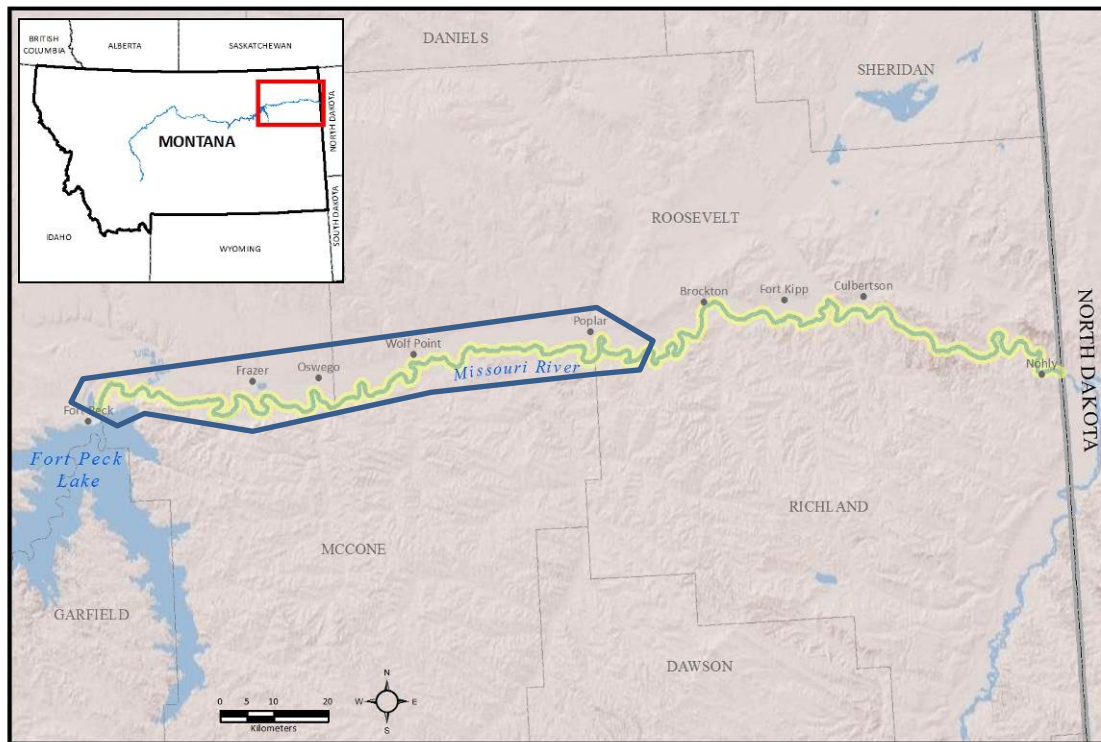 BRITISH
COLUMBIA
ALBERTA
SASKATCHEWAN
MONTANA
NORTH DAKOTA
SOUTH DAKOTA
IDAHO
WYOMING
DANIELS
SHERIDAN
ROOSEVELT
Brockton
Fort Kipp
Culbertson
Poplar
Wolf Point
Oswego
Frazer
Missouri River
Nohly
NORTH DAKOTA
Fort Peck
Fort Peck
Lake
RICHLAND
MCCONE
GARFIELD
DAWSON
N
W
E
S
0 5 10 20
Kilometers